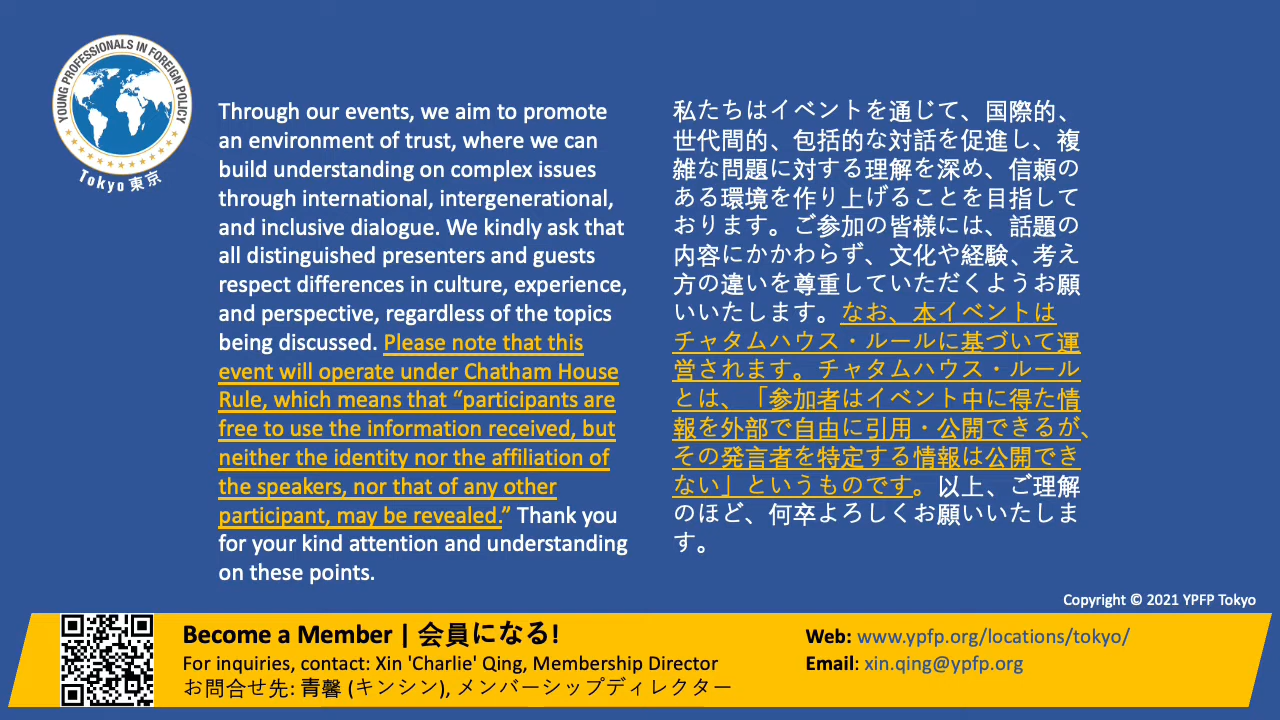 YOUNG PROFESSIONALS IN FOREIGN POLICY
Tokyo 東京
Through our events, we aim to promote
an environment of trust, where we can
build understanding on complex issues
through international, intergenerational,
and inclusive dialogue. We kindly ask that
all distinguished presenters and guests
respect differences in culture, experience,
and perspective, regardless of the topics
being discussed. Please note that this
event will operate under Chatham House
Rule, which means that “participants are
free to use the information received, but
neither the identity nor the affiliation of
the speakers, nor that of any other
participant, may be revealed.” Thank you
for your kind attention and understanding
on these points.
私たちはイベントを通じて、国際的、
世代間的、包括的な対話を促進し、複
雑な問題に対する理解を深め、信頼の
ある環境を作り上げることを目指して
おります。ご参加の皆様には、話題の
内容にかかわらず、文化や経験、考え
方の違いを尊重していただくようお願
いいたします。なお、本イベントは
チャタムハウス・ルールに基づいて運
営されます。チャタムハウス・ルール
とは、「参加者はイベント中に得た情
報を外部で自由に引用・公開できるが、
その発言者を特定する情報は公開でき
ない」というものです。以上、ご理解
のほど、何卒よろしくお願いいたしま
す。
Copyright © 2021 YPFP Tokyo
Become a Member | 会員になる!
For inquiries, contact: Xin 'Charlie' Qing, Membership Director
お問合せ先: 青馨 (キンシン), メンバーシップディレクター
Web: www.ypfp.org/locations/tokyo/
Email: xin.qing@ypfp.org